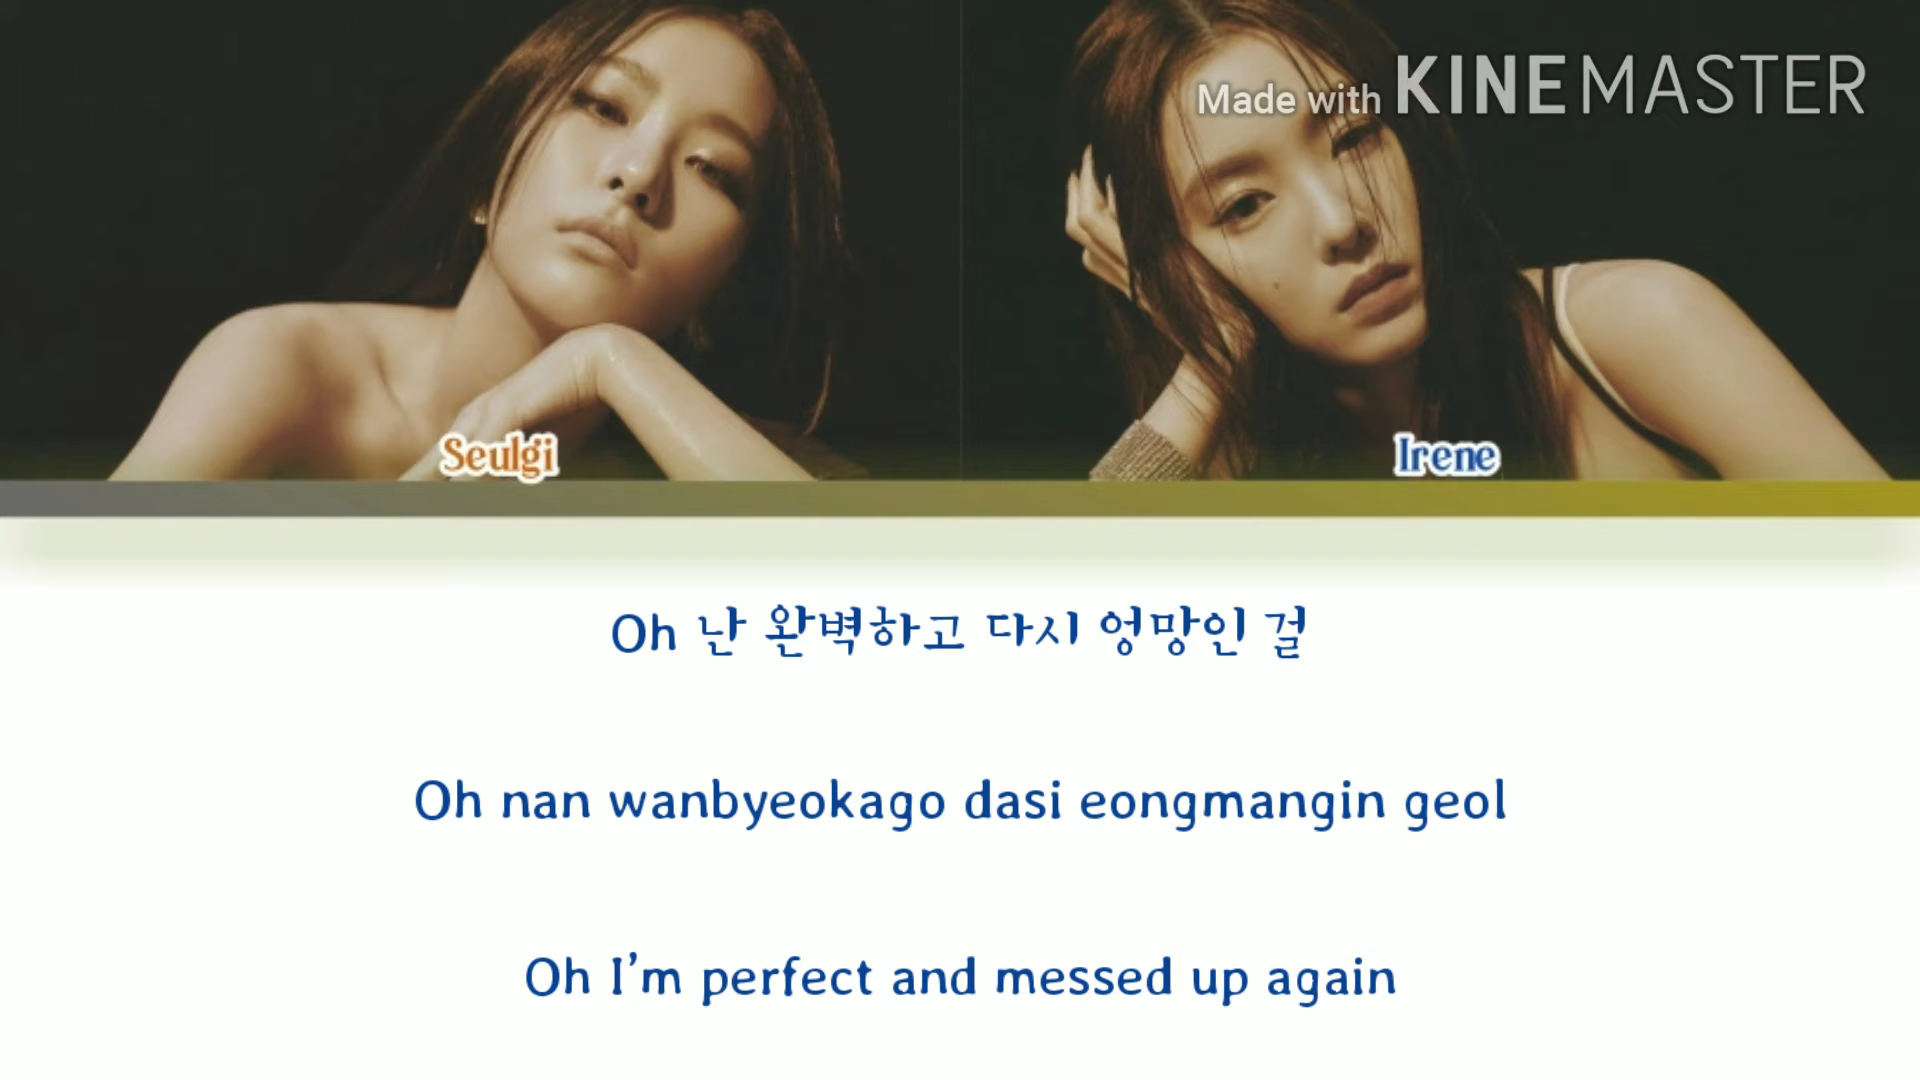 Made with KINEMASTER
Seulgi
Irene
Oh 난 완벽하고 다시 엉망인 걸
Oh nan wanbyeokago dasi eongmangin geol
Oh I'm perfect and messed up again